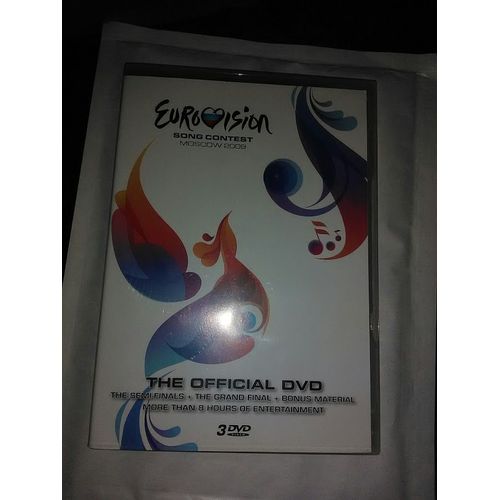 EUROVISION
SONG CONTEST
MOSCOW 2009
THE OFFICIAL DVD
THE SEMI FINALS + THE GRAND FINAL + BONUS MATERIAL
MORE THAN 8 HOURS OF ENTERTAINMENT
3 DVD
VIDEO